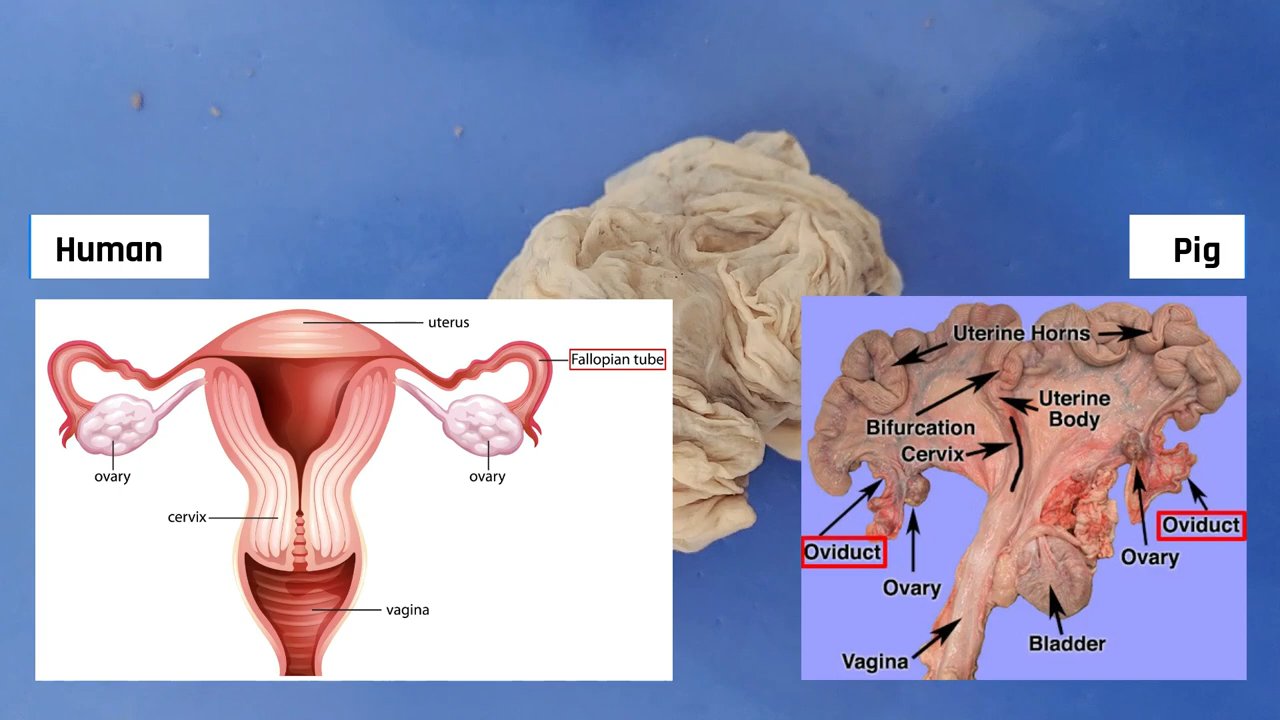 Human
Pig
uterus
Fallopian tube
ovary
ovary
cervix
vagina
Uterine Horns
Uterine
Body
Bifurcation
Cervix
Oviduct
Oviduct
Ovary
Ovary
Bladder
Vagina